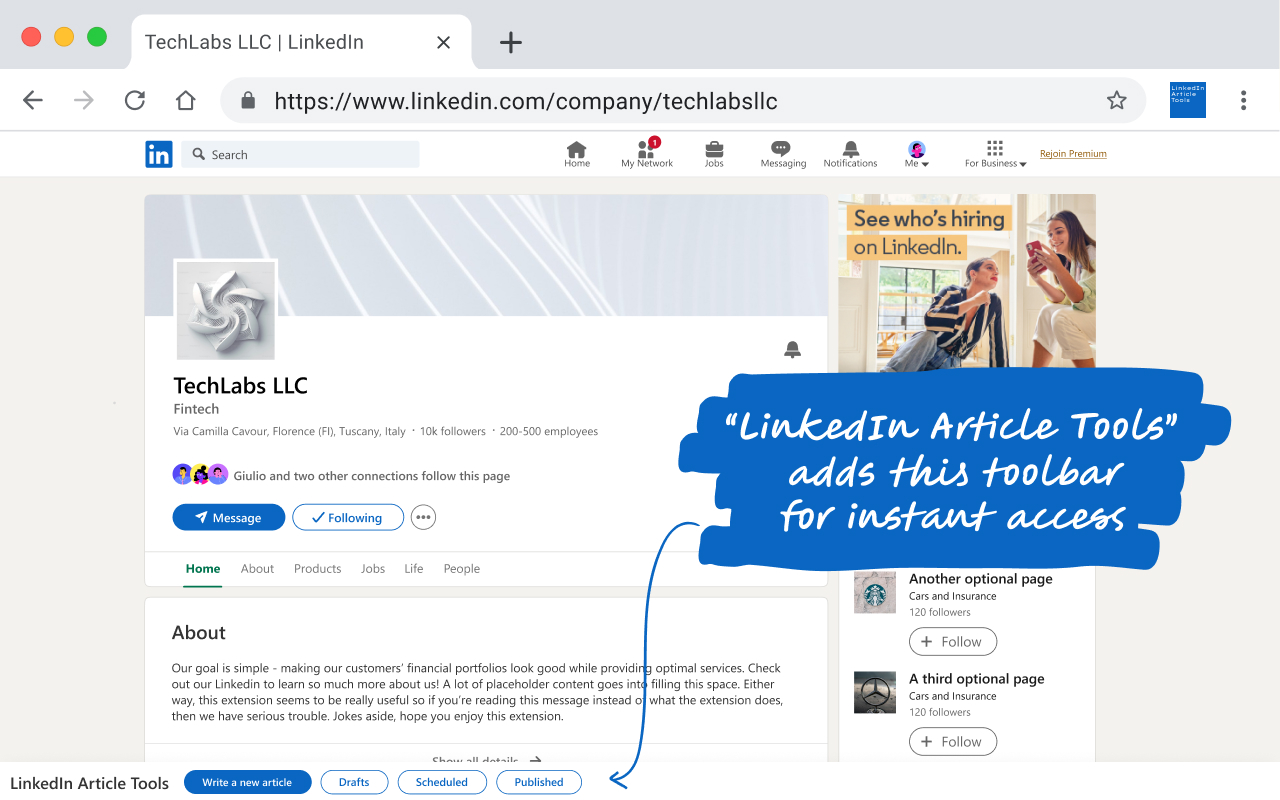 TechLabs LLC | LinkedIn
https://www.linkedin.com/company/techlabsllc
LinkedIn
Article
Tools
in
Search
Home
1
My Network
Jobs
Messaging
Notifications
Me
For Business
Rejoin Premium
See who's hiring
on LinkedIn.
TechLabs LLC
Fintech
Via Camilla Cavour, Florence (FI), Tuscany, Italy · 10k followers · 200-500 employees
Giulio and two other connections follow this page
Message
Following
Home About Products Jobs Life People
"LinkedIn Article Tools"
adds this toolbar
for instant access
About
Our goal is simple - making our customers' financial portfolios look good while providing optimal services. Check
out our Linkedin to learn so much more about us! A lot of placeholder content goes into filling this space. Either
way, this extension seems to be really useful so if you're reading this message instead of what the extension does,
then we have serious trouble. Jokes aside, hope you enjoy this extension.
Show all details
Another optional page
Cars and Insurance
120 followers
+ Follow
A third optional page
Cars and Insurance
120 followers
+ Follow
LinkedIn Article Tools
Write a new article
Drafts
Scheduled
Published